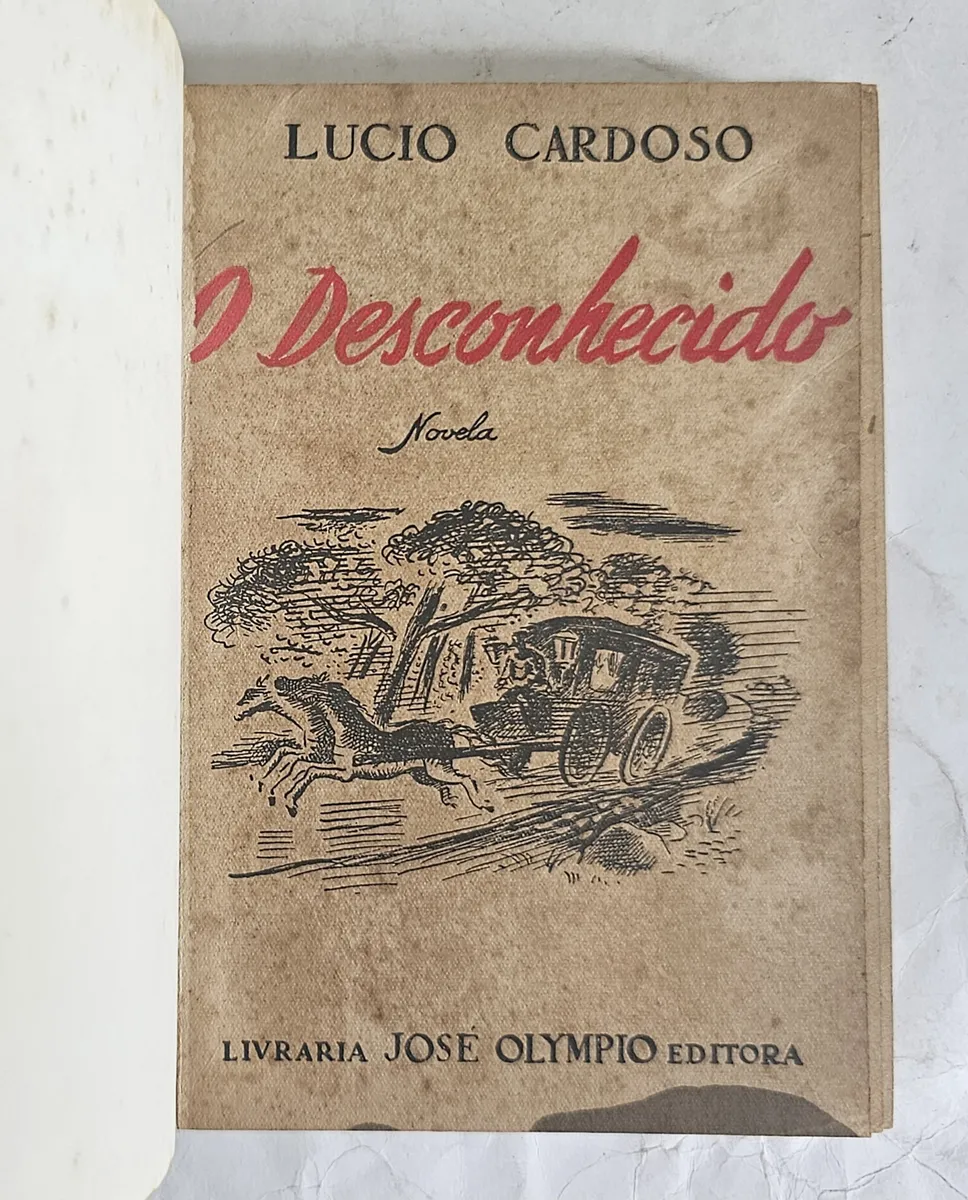 LUCIO CARDOSO
O Desconhecido
Novela
LIVRARIA JOSÉ OLYMPIO EDITORA